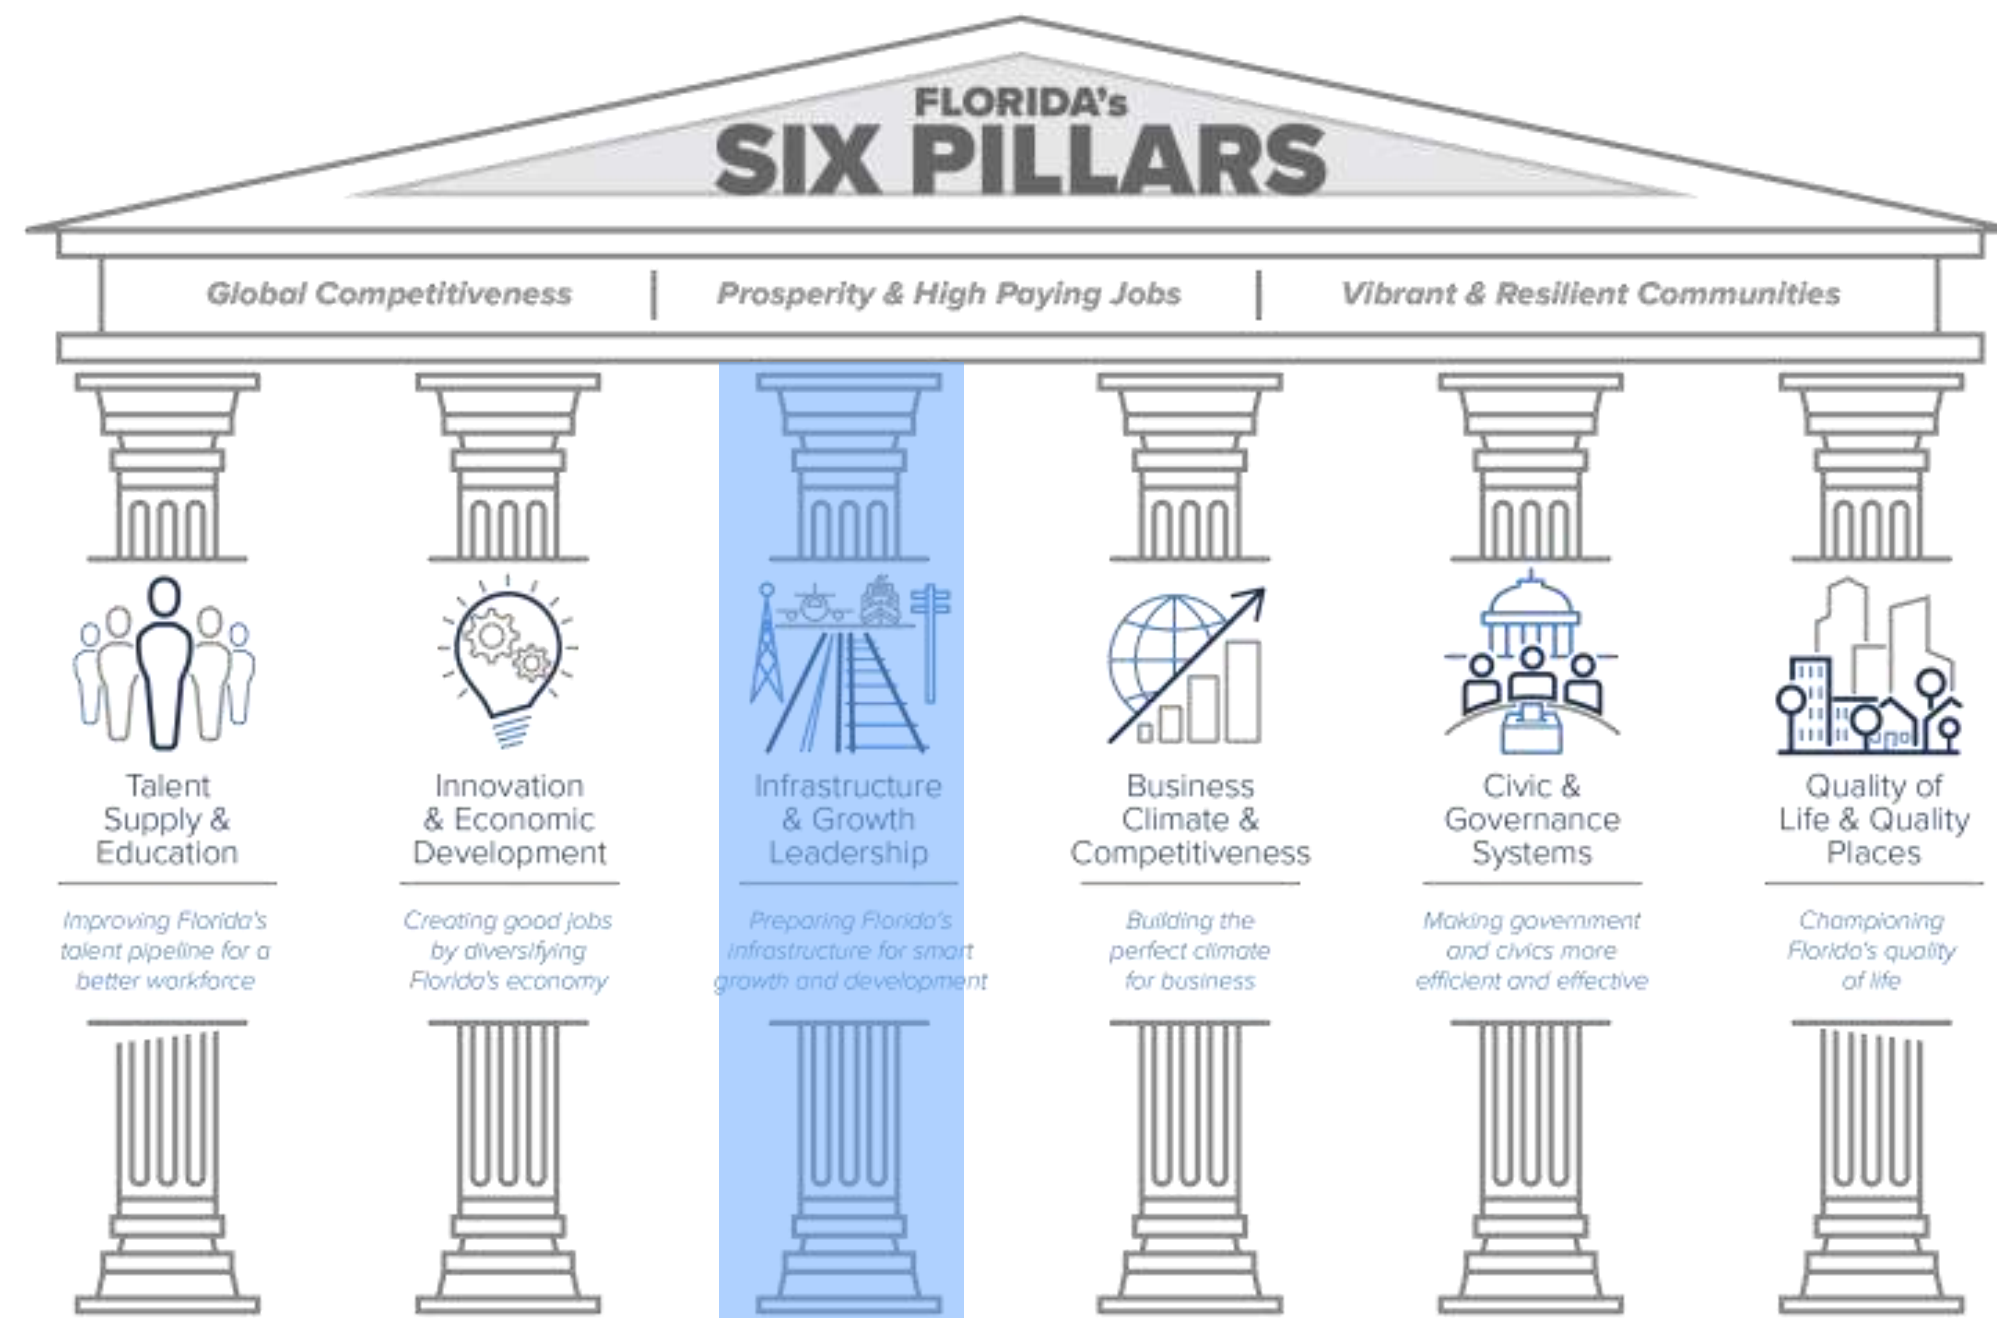 FLORIDA's
SIX PILLARS
Global Competitiveness
Prosperity & High Paying Jobs
Vibrant & Resilient Communities
Talent
Supply &
Education
Improving Florida's
talent pipeline for a
better workforce
Innovation
& Economic
Development
Creating good jobs
by diversifying
Florida's economy
Infrastructure
& Growth
Leadership
Preparing Florida's
infrastructure for smart
growth and development
Business
Climate &
Competitiveness
Building the
perfect climate
for business
Civic &
Governance
Systems
Making government
and civics more
efficient and effective
Quality of
Life & Quality
Places
Championing
Florida's quality
of life